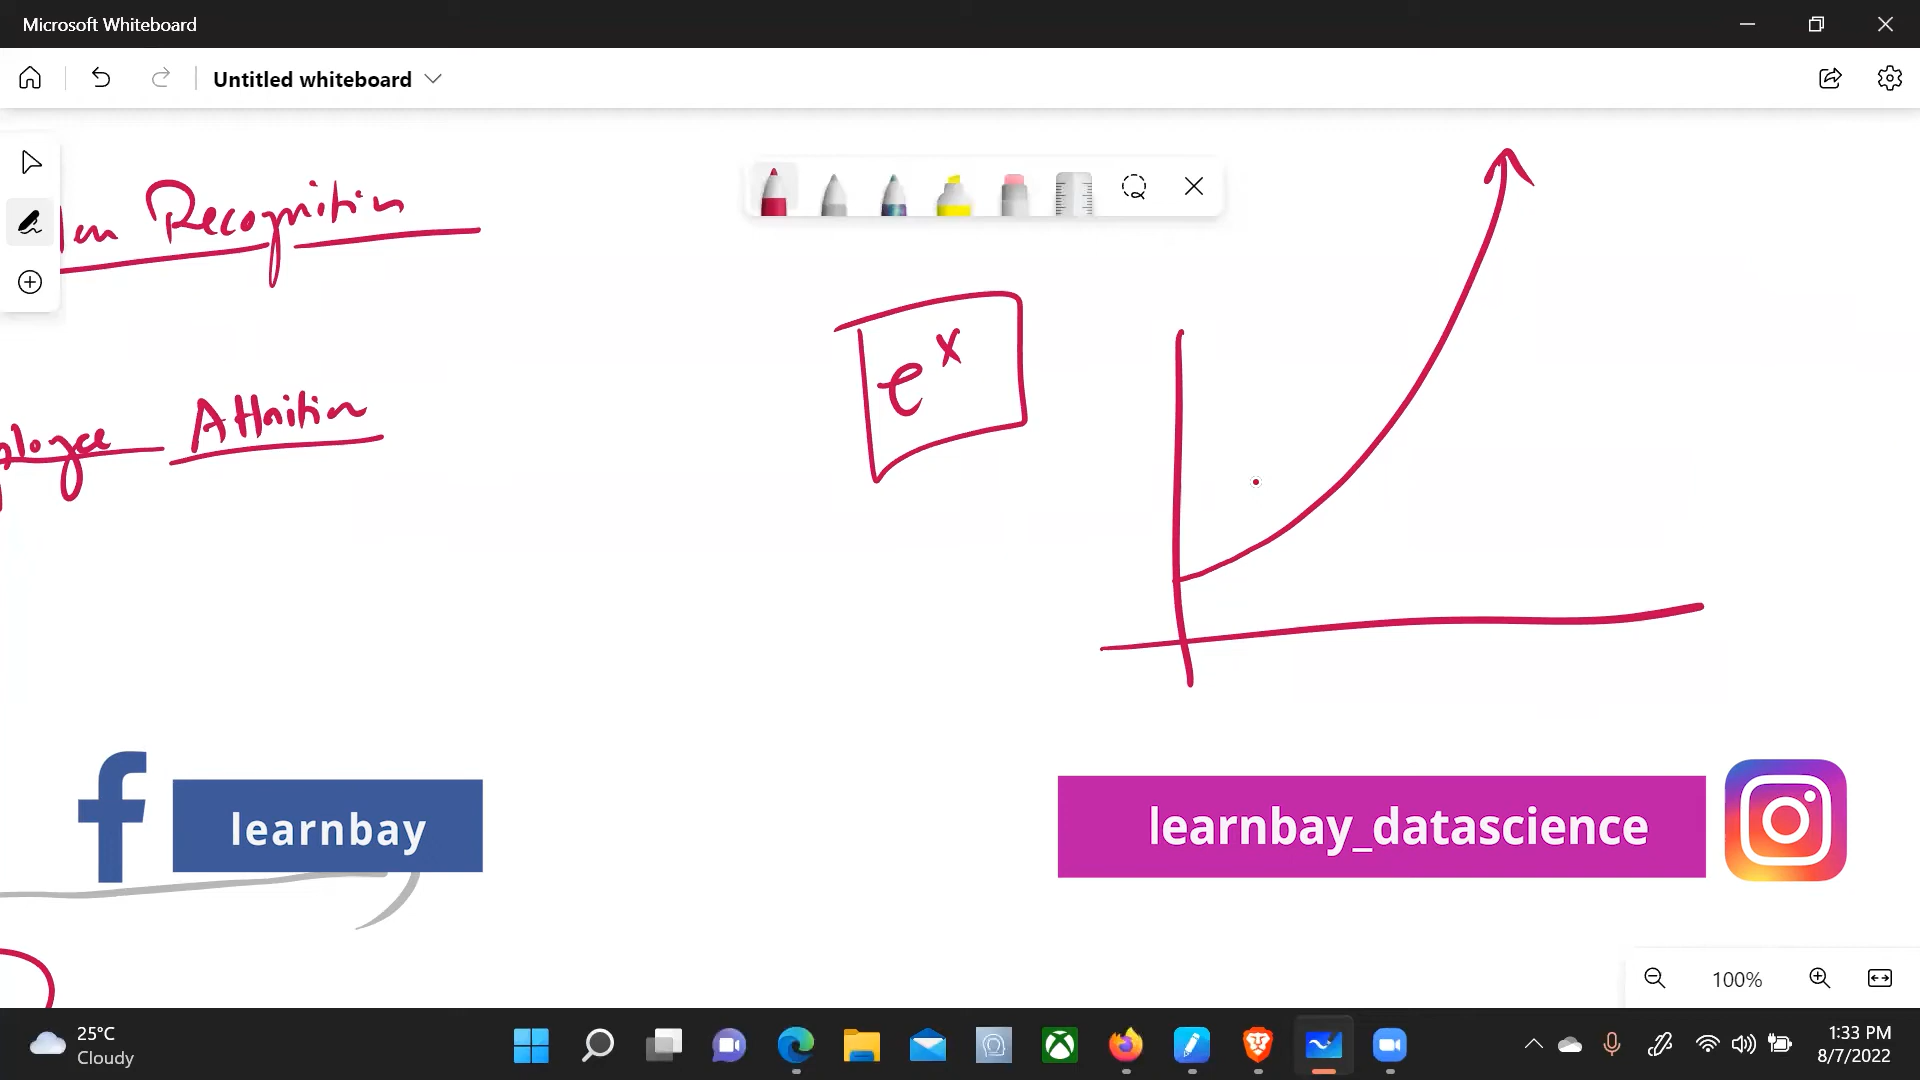 Microsoft Whiteboard
Untitled whiteboard
Recognition
Attrition
e^x
learnbay
learnbay_datascience
100%
25°C
Cloudy
1:33 PM
8/7/2022